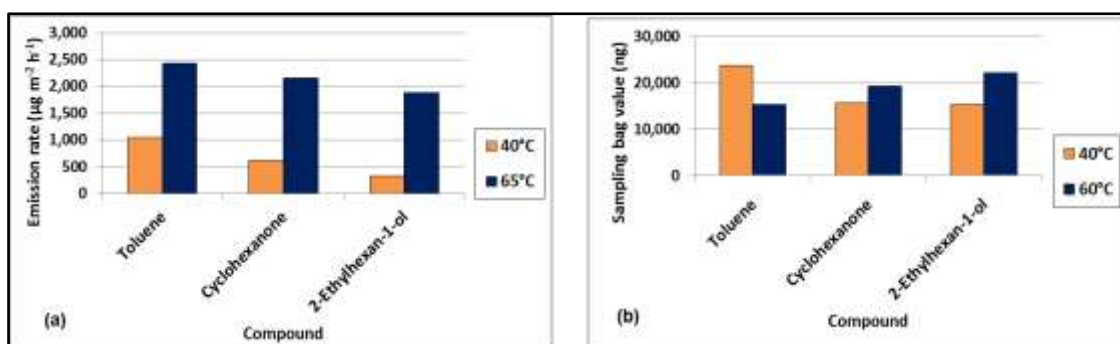 3,000
2,500
2,000
1,500
1,000
500
0
Emission rate (µg m⁻² h⁻¹)
Toluene
Cyclohexanone
2-Ethylhexan-1-ol
Compound
40°C
65°C
(a)
30,000
20,000
10,000
0
Sampling bag value (ng)
Toluene
Cyclohexanone
2-Ethylhexan-1-ol
Compound
40°C
60°C
(b)